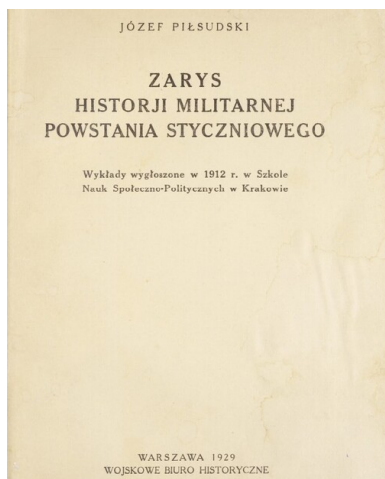 JÓZEF PIŁSUDSKI
ZARYS
HISTORJI MILITARNEJ
POWSTANIA STYCZNIOWEGO
Wykłady wygłoszone w 1912 r. w Szkole
Nauk Społeczno-Politycznych w Krakowie
WARSZAWA 1929
WOJSKOWE BIURO HISTORYCZNE